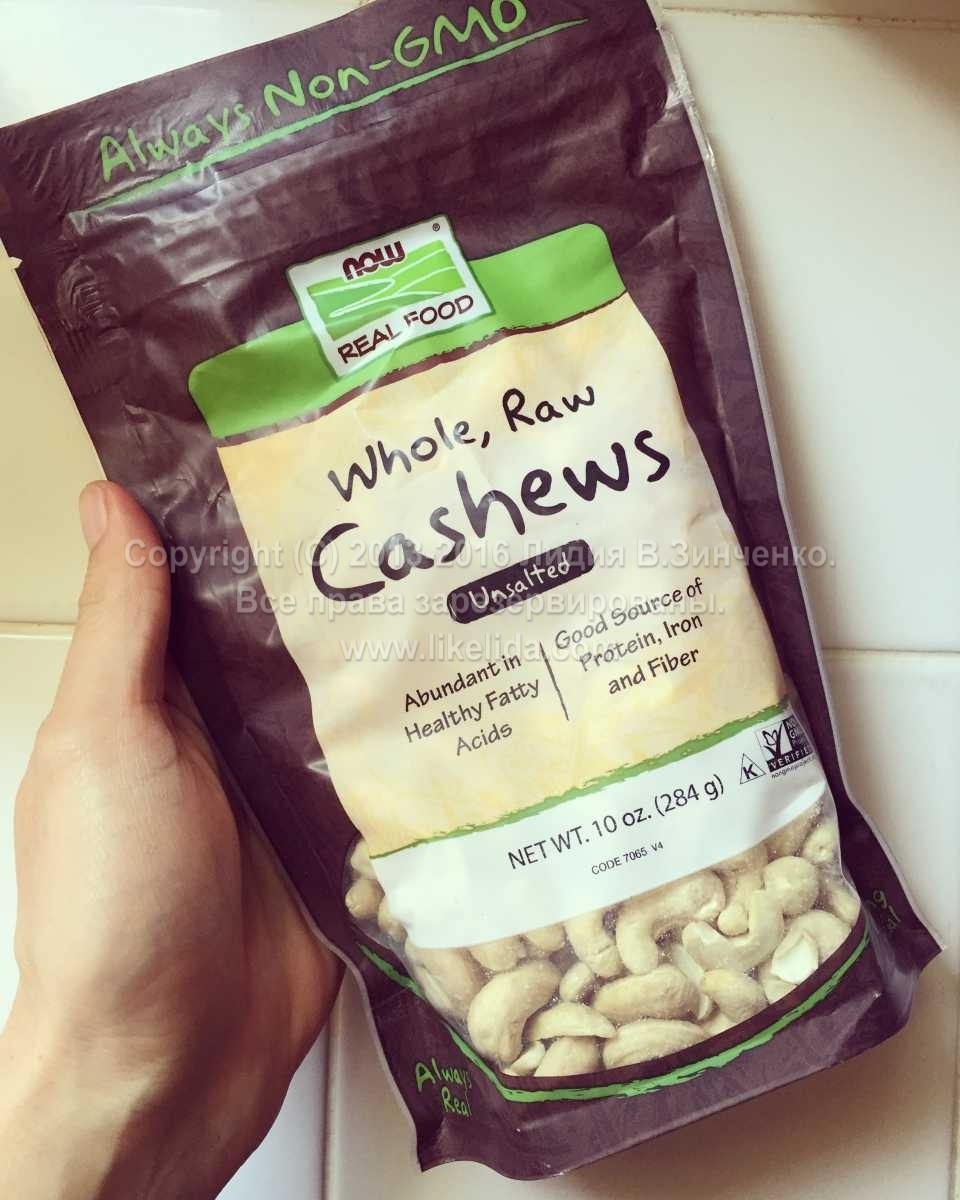 Always Non-GMO
NOW ®
REAL FOOD
Whole, Raw
Cashews
Unsalted
Copyright (C) 2003-2016 Лидия В.Зинченко.
Все права зарезервированы.
www.likelida.com
Abundant in
Healthy Fatty
Acids
Good Source of
Protein, Iron
and Fiber
K
VERIFIED
NET WT. 10 oz. (284 g)
CODE 7065 V4
Always
Real